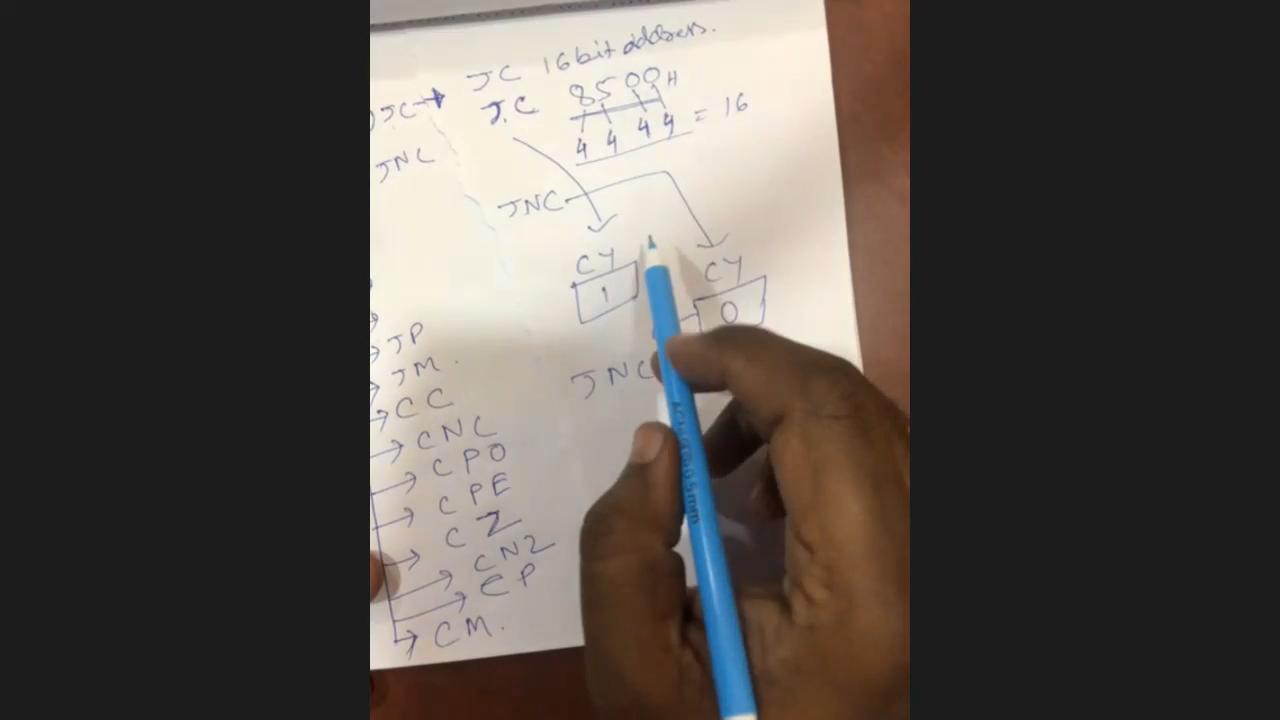 JC 16 bit address.
JC → J.C 8500H
4 4 4 4 = 16
JNC
JNC
CY CY
1 0
JNC
JP
JM.
CC
CNC
CPO
CPE
CZ
CNZ
CP
CM.